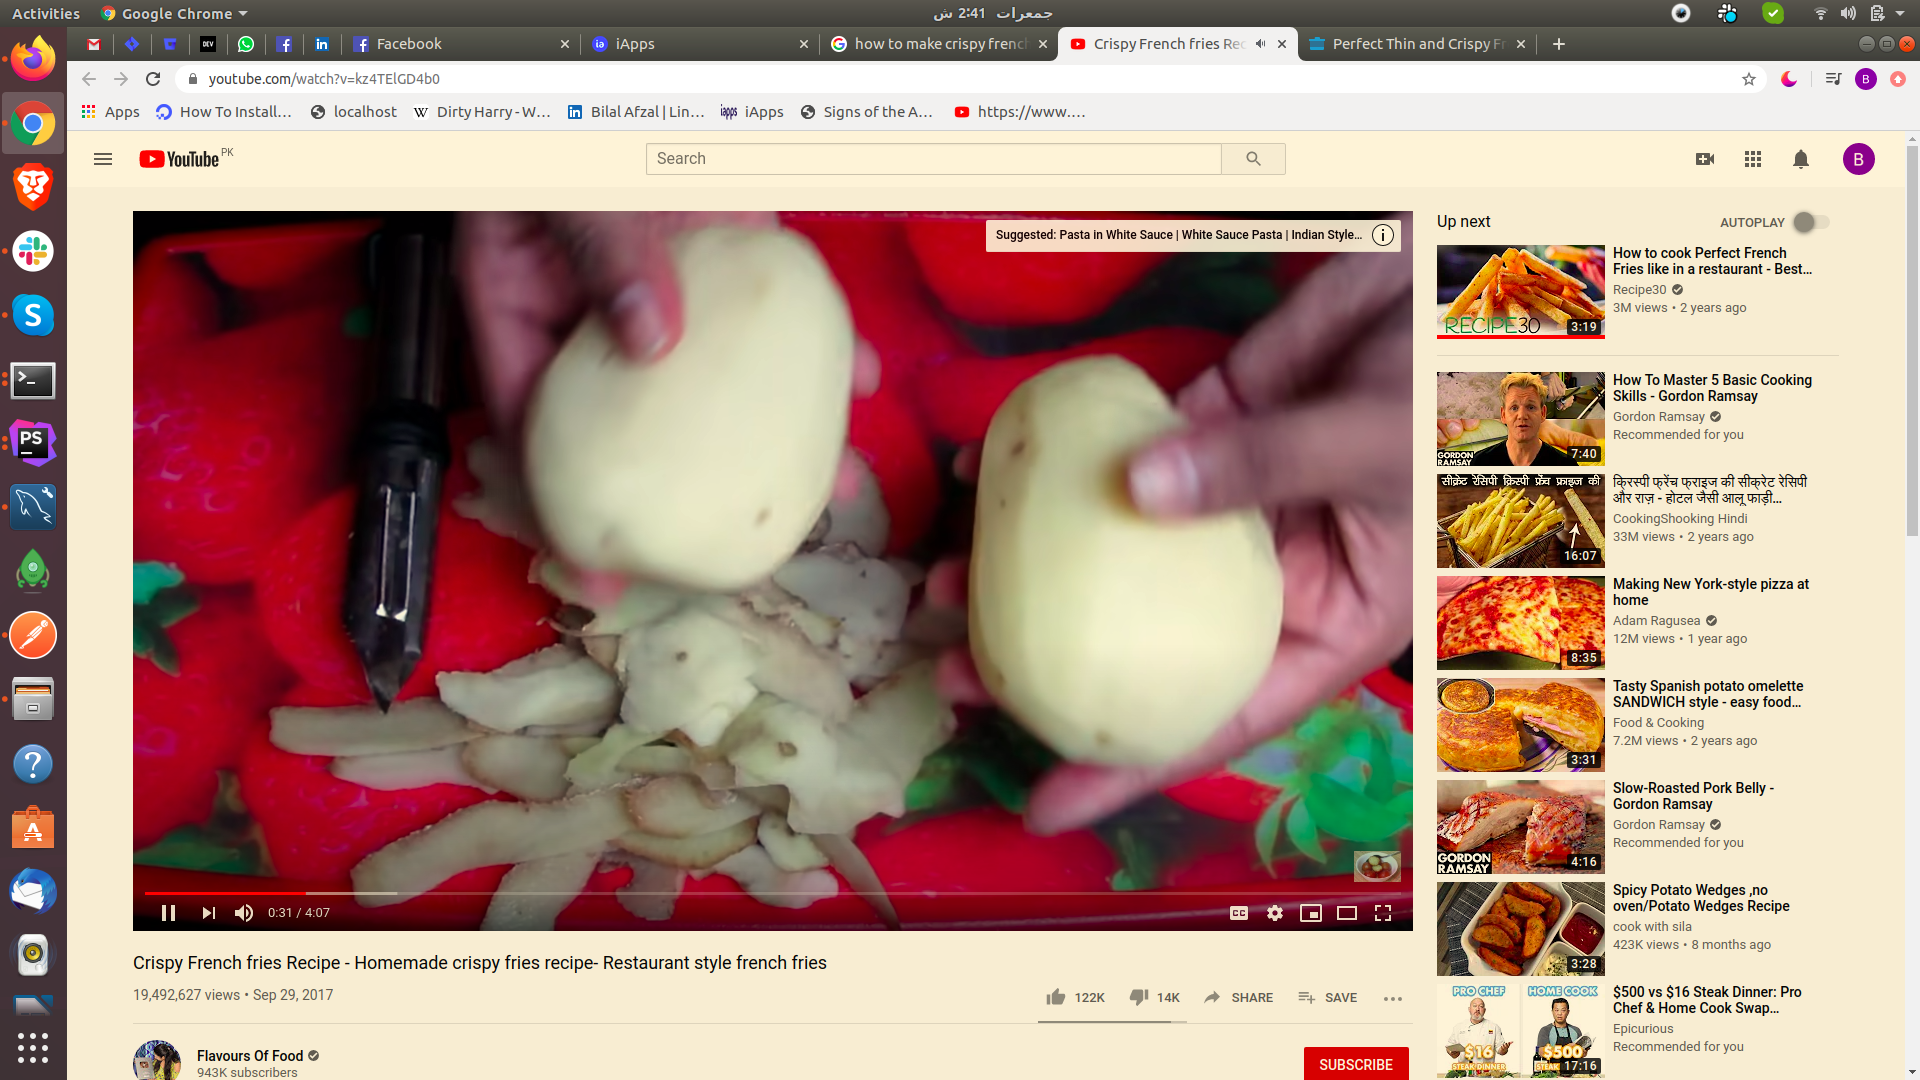 Activities
Google Chrome
جمعرات 2:41 ش
Facebook
iApps
how to make crispy french
Crispy French fries Rec
Perfect Thin and Crispy Fr
youtube.com/watch?v=kz4TElGD4b0
B
Apps
How To Install...
localhost
Dirty Harry - W...
Bilal Afzal | Lin...
iApps
Signs of the A...
https://www....
YouTube PK
Search
B
Suggested: Pasta in White Sauce | White Sauce Pasta | Indian Style...
0:31 / 4:07
Crispy French fries Recipe - Homemade crispy fries recipe- Restaurant style french fries
19,492,627 views • Sep 29, 2017
122K
14K
SHARE
SAVE
Flavours Of Food
943K subscribers
SUBSCRIBE
Up next
AUTOPLAY
RECIPE30
3:19
How to cook Perfect French
Fries like in a restaurant - Best...
Recipe30
3M views • 2 years ago
GORDON
RAMSAY
7:40
How To Master 5 Basic Cooking
Skills - Gordon Ramsay
Gordon Ramsay
Recommended for you
सीक्रेट रेसिपी क्रिस्पी फ्रेंच फ्राइज की
16:07
क्रिस्पी फ्रेंच फ्राइज की सीक्रेट रेसिपी
और राज़ - होटल जैसी आलू फाड़ी...
CookingShooking Hindi
33M views • 2 years ago
8:35
Making New York-style pizza at
home
Adam Ragusea
12M views • 1 year ago
3:31
Tasty Spanish potato omelette
SANDWICH style - easy food...
Food & Cooking
7.2M views • 2 years ago
GORDON
RAMSAY
4:16
Slow-Roasted Pork Belly -
Gordon Ramsay
Gordon Ramsay
Recommended for you
3:28
Spicy Potato Wedges ,no
oven/Potato Wedges Recipe
cook with sila
423K views • 8 months ago
PRO CHEF
HOME COOK
$16
STEAK DINNER
$500
STEAK
17:16
$500 vs $16 Steak Dinner: Pro
Chef & Home Cook Swap...
Epicurious
Recommended for you
DEV
PS
CC